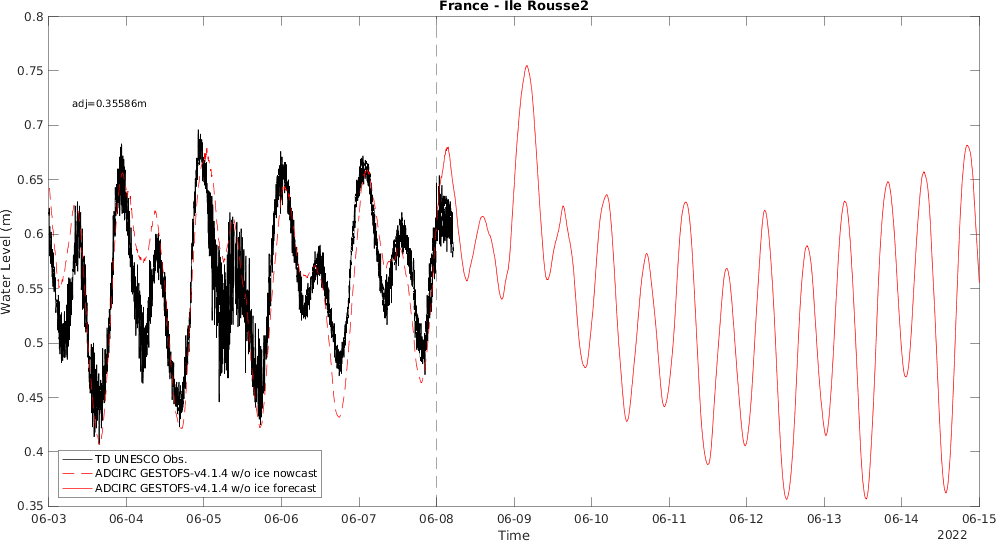 France - Ile Rousse2
0.8
0.75
0.7
0.65
0.6
0.55
0.5
0.45
0.4
0.35
Water Level (m)
adj=0.35586m
TD UNESCO Obs.
ADCIRC GESTOFS-v4.1.4 w/o ice nowcast
ADCIRC GESTOFS-v4.1.4 w/o ice forecast
06-03 06-04 06-05 06-06 06-07 06-08 06-09 06-10 06-11 06-12 06-13 06-14 06-15
Time
2022